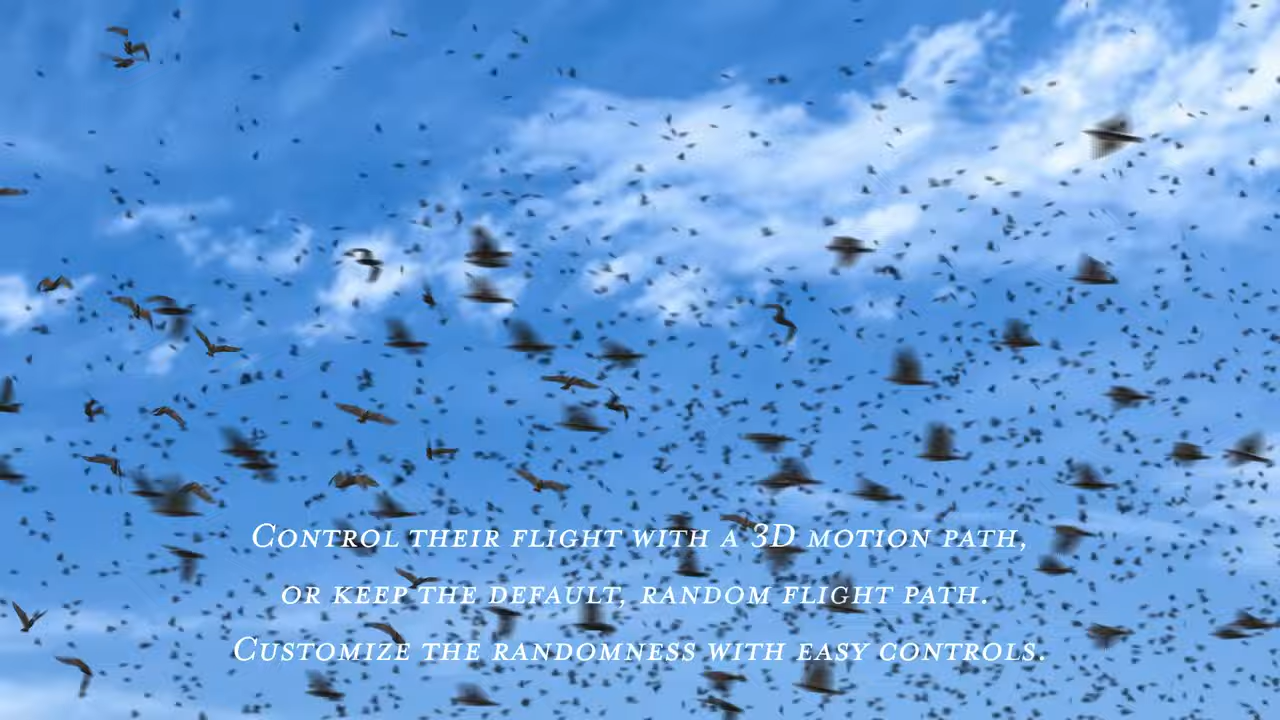 Control their flight with a 3D motion path,
or keep the default, random flight path.
Customize the randomness with easy controls.